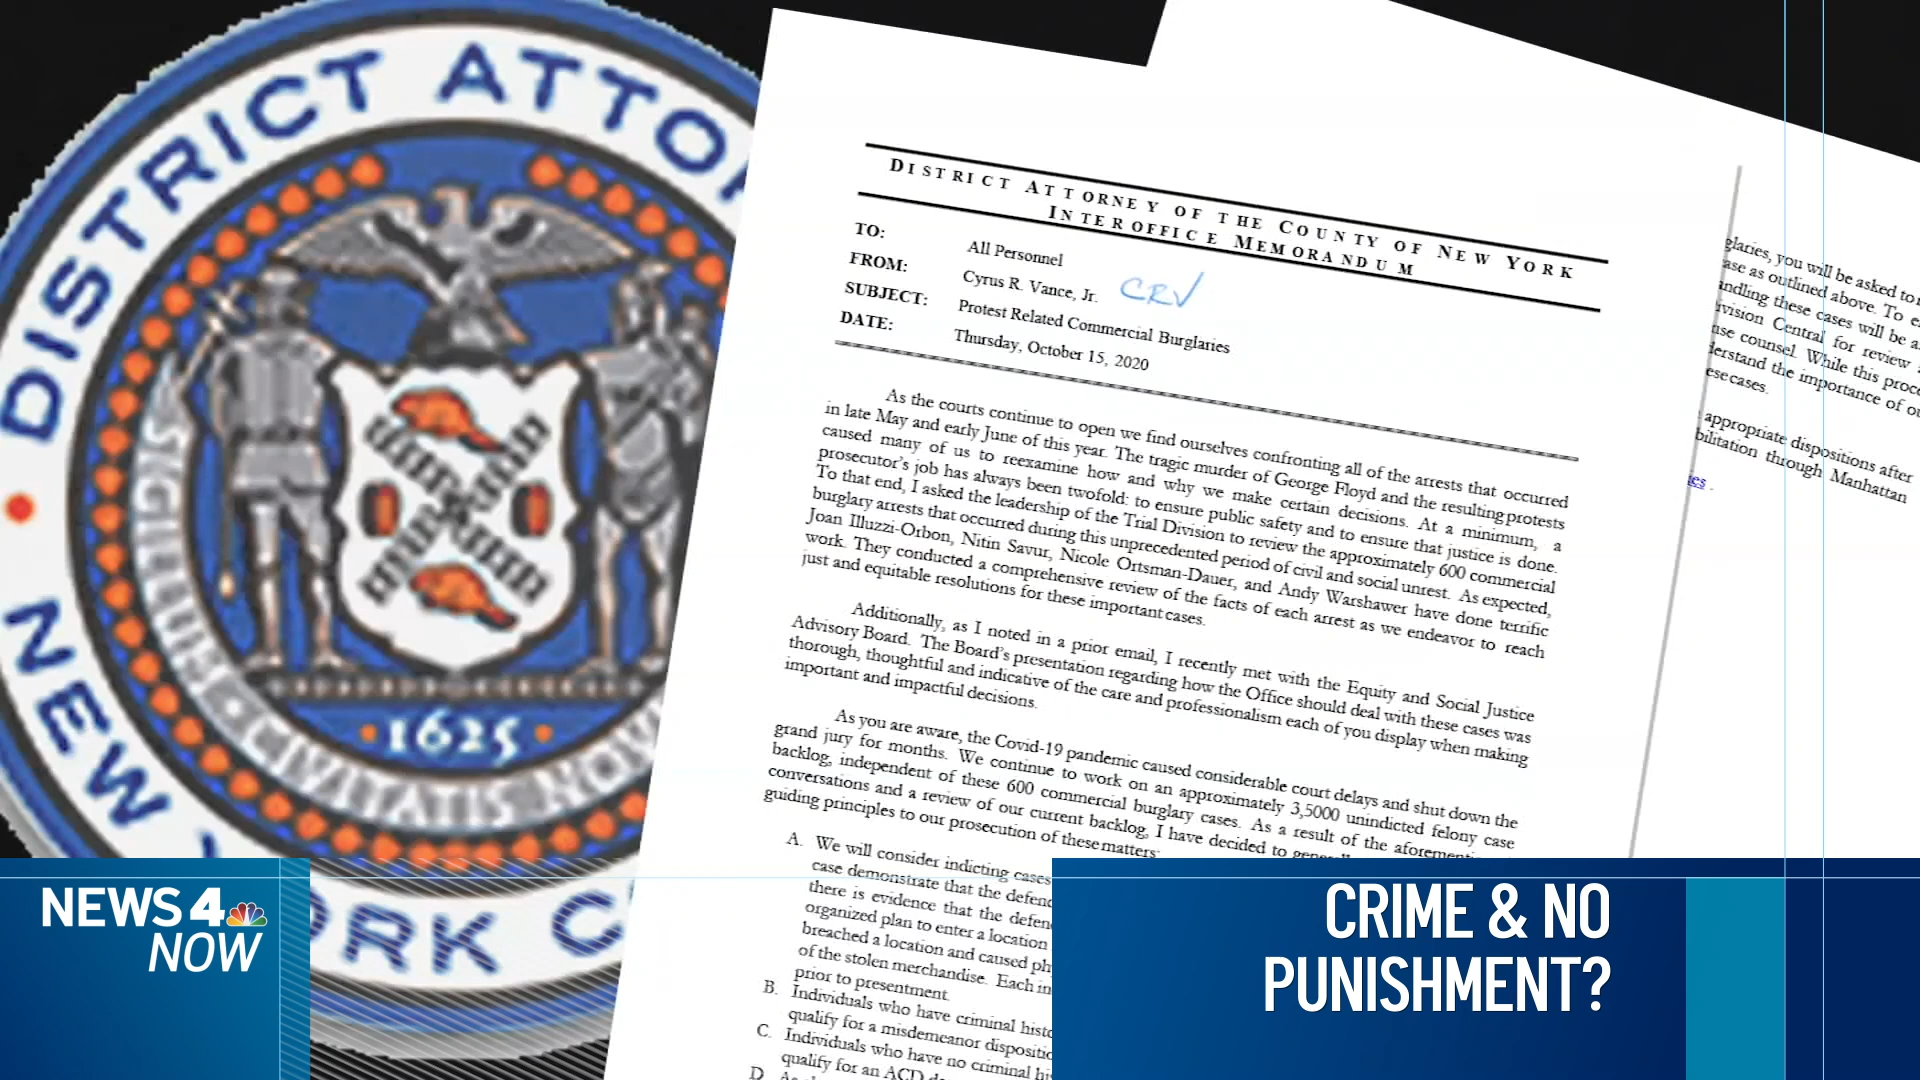 DISTRICT ATTOR
NEW Y
ORK C
SIGILLUM CIVITATIS NOV
1625
DISTRICT ATTORNEY OF THE COUNTY OF NEW YORK
INTEROFFICE MEMORANDUM
TO: All Personnel
FROM: Cyrus R. Vance, Jr. CRV
SUBJECT: Protest Related Commercial Burglaries
DATE: Thursday, October 15, 2020
As the courts continue to open we find ourselves confronting all of the arrests that occurred
in late May and early June of this year. The tragic murder of George Floyd and the resulting protests
caused many of us to reexamine how and why we make certain decisions. At a minimum, a
prosecutor's job has always been twofold: to ensure public safety and to ensure that justice is done.
To that end, I asked the leadership of the Trial Division to review the approximately 600 commercial
burglary arrests that occurred during this unprecedented period of civil and social unrest. As expected,
Joan Illuzzi-Orbon, Nitin Savur, Nicole Ortsman-Dauer, and Andy Warshawer have done terrific
work. They conducted a comprehensive review of the facts of each arrest as we endeavor to reach
just and equitable resolutions for these important cases.
Additionally, as I noted in a prior email, I recently met with the Equity and Social Justice
Advisory Board. The Board's presentation regarding how the Office should deal with these cases was
thorough, thoughtful and indicative of the care and professionalism each of you display when making
important and impactful decisions.
As you are aware, the Covid-19 pandemic caused considerable court delays and shut down the
grand jury for months. We continue to work on an approximately 3,5000 unindicted felony case
backlog, independent of these 600 commercial burglary cases. As a result of the aforementi
conversations and a review of our current backlog, I have decided to gener
guiding principles to our prosecution of these matters:
A. We will consider indicting cases
case demonstrate that the defend
there is evidence that the defen
organized plan to enter a location
breached a location and caused ph
of the stolen merchandise. Each in
prior to presentment.
B. Individuals who have criminal histo
qualify for a misdemeanor dispositio
C. Individuals who have no criminal hi
qualify for an ACD d
D.
glaries, you will be asked to
ase as outlined above. To e
andling these cases will be a
ivision Central for review
nse counsel. While this proc
derstand the importance of ou
ese cases.
appropriate dispositions after
bilitation through Manhattan
ies .
NEWS 4
NOW
CRIME & NO
PUNISHMENT?